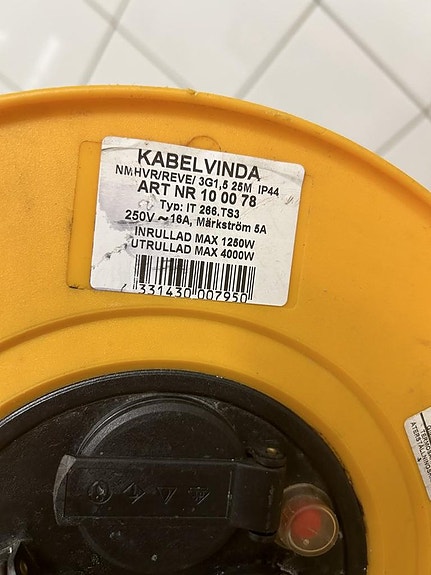 KABELVINDA
NMHVR/REVE/ 3G1,5 25M IP44
ART NR 10 00 78
TYP: IT 266.TS3
250V ~ 16A, Märkström 5A
INRULLAD MAX 1250W
UTRULLAD MAX 4000W
331430 007950